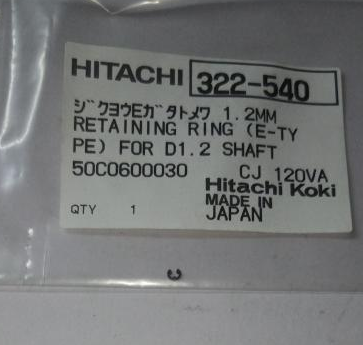 HITACHI 322-540
ジクヨウEガタトメワ 1.2MM
RETAINING RING (E-TY
PE) FOR D1.2 SHAFT
50C0600030 CJ 120VA
Hitachi Koki
MADE IN
QTY 1 JAPAN